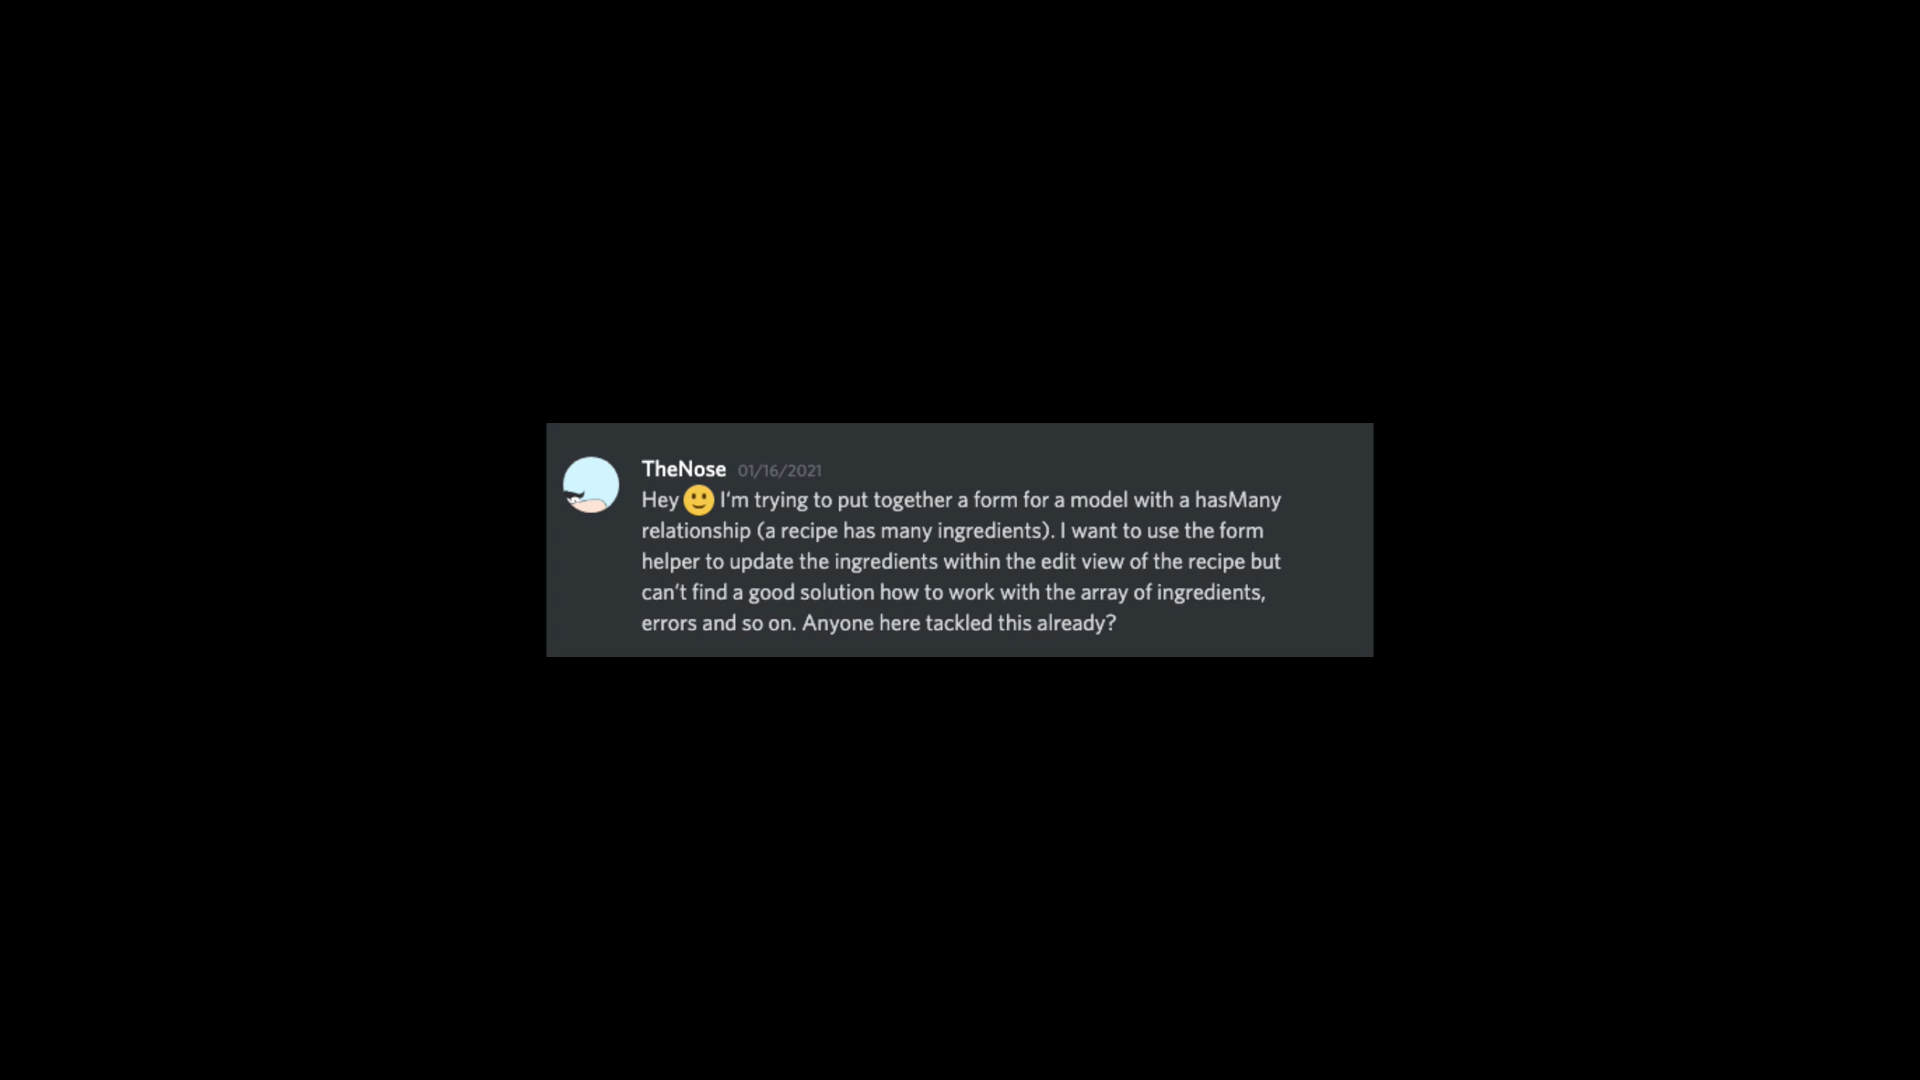 TheNose 01/16/2021
Hey 🙂 I'm trying to put together a form for a model with a hasMany
relationship (a recipe has many ingredients). I want to use the form
helper to update the ingredients within the edit view of the recipe but
can't find a good solution how to work with the array of ingredients,
errors and so on. Anyone here tackled this already?